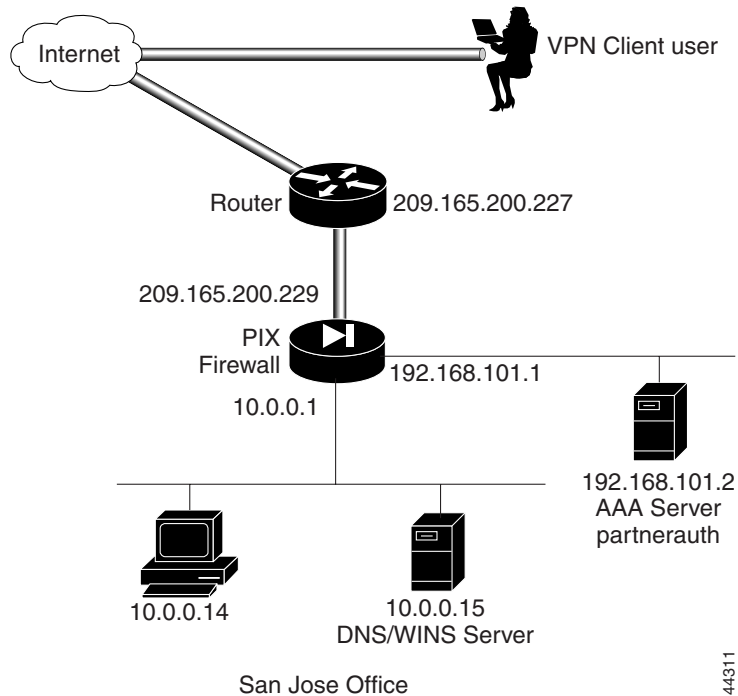 Internet
VPN Client user
Router
209.165.200.227
209.165.200.229
PIX
Firewall
192.168.101.1
10.0.0.1
192.168.101.2
AAA Server
partnerauth
10.0.0.14
10.0.0.15
DNS/WINS Server
San Jose Office
44311